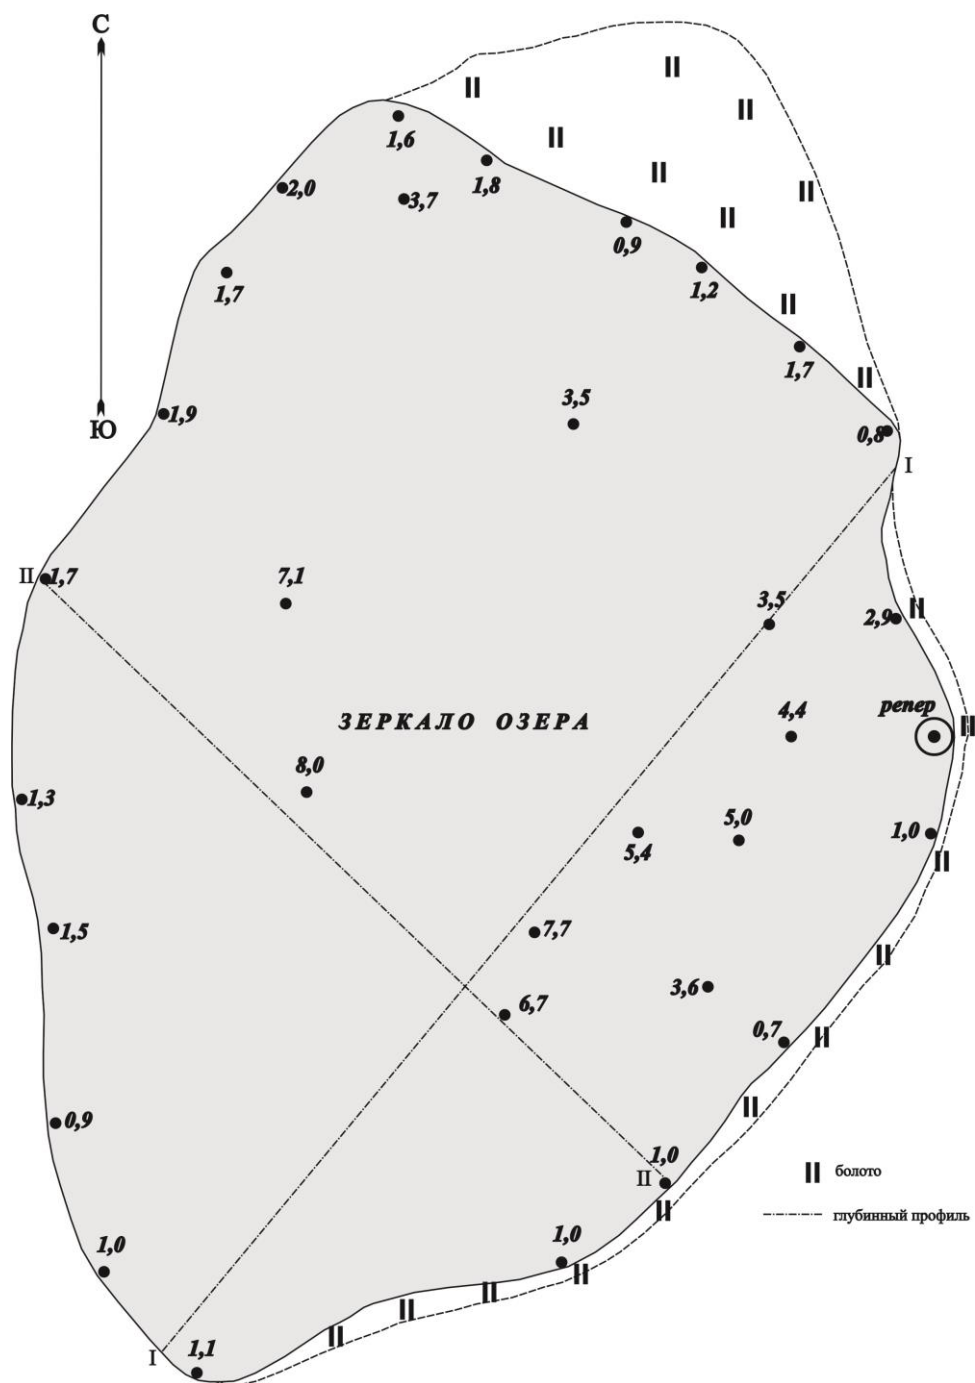 С
II
1,6
II
II
II
1,8
II
2,0
3,7
II
II
0,9
1,2
1,7
II
1,7
II
3,5
1,9
Ю
0,8
I
II
1,7
7,1
3,5
2,9
II
ЗЕРКАЛО ОЗЕРА
4,4
репер
II
8,0
1,3
5,4
5,0
1,0
II
1,5
7,7
II
6,7
3,6
0,7
II
0,9
II
1,0
II
II
II болото
глубинный профиль
1,0
1,0
II
II
II
II
I
1,1